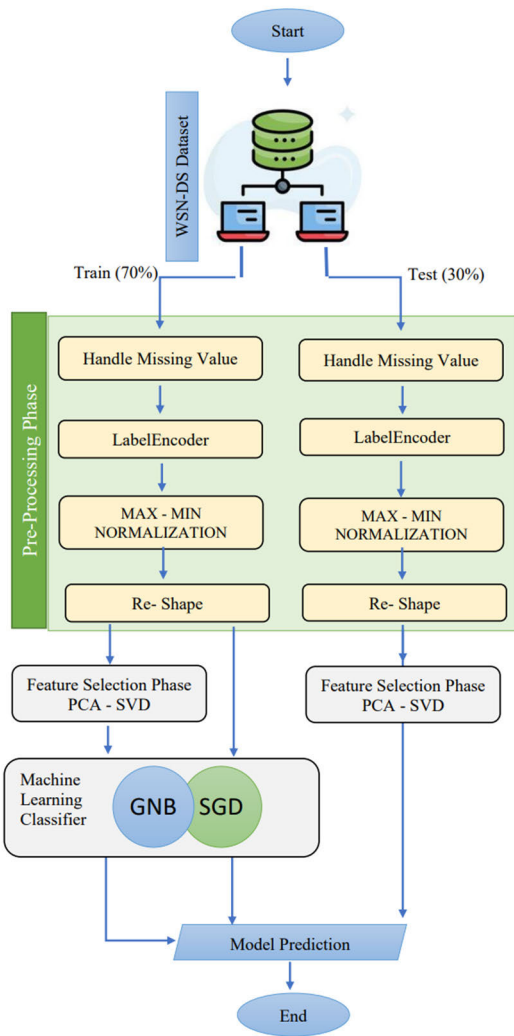 Start
WSN-DS Dataset
Train (70%)
Test (30%)
Pre-Processing Phase
Handle Missing Value
LabelEncoder
MAX - MIN
NORMALIZATION
Re- Shape
Handle Missing Value
LabelEncoder
MAX - MIN
NORMALIZATION
Re- Shape
Feature Selection Phase
PCA - SVD
Feature Selection Phase
PCA - SVD
Machine
Learning
Classifier
GNB
SGD
Model Prediction
End